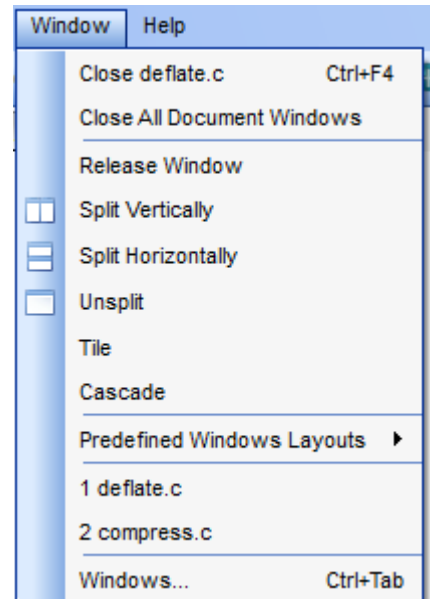 Window Help
Close deflate.c Ctrl+F4
Close All Document Windows
Release Window
Split Vertically
Split Horizontally
Unsplit
Tile
Cascade
Predefined Windows Layouts
1 deflate.c
2 compress.c
Windows... Ctrl+Tab